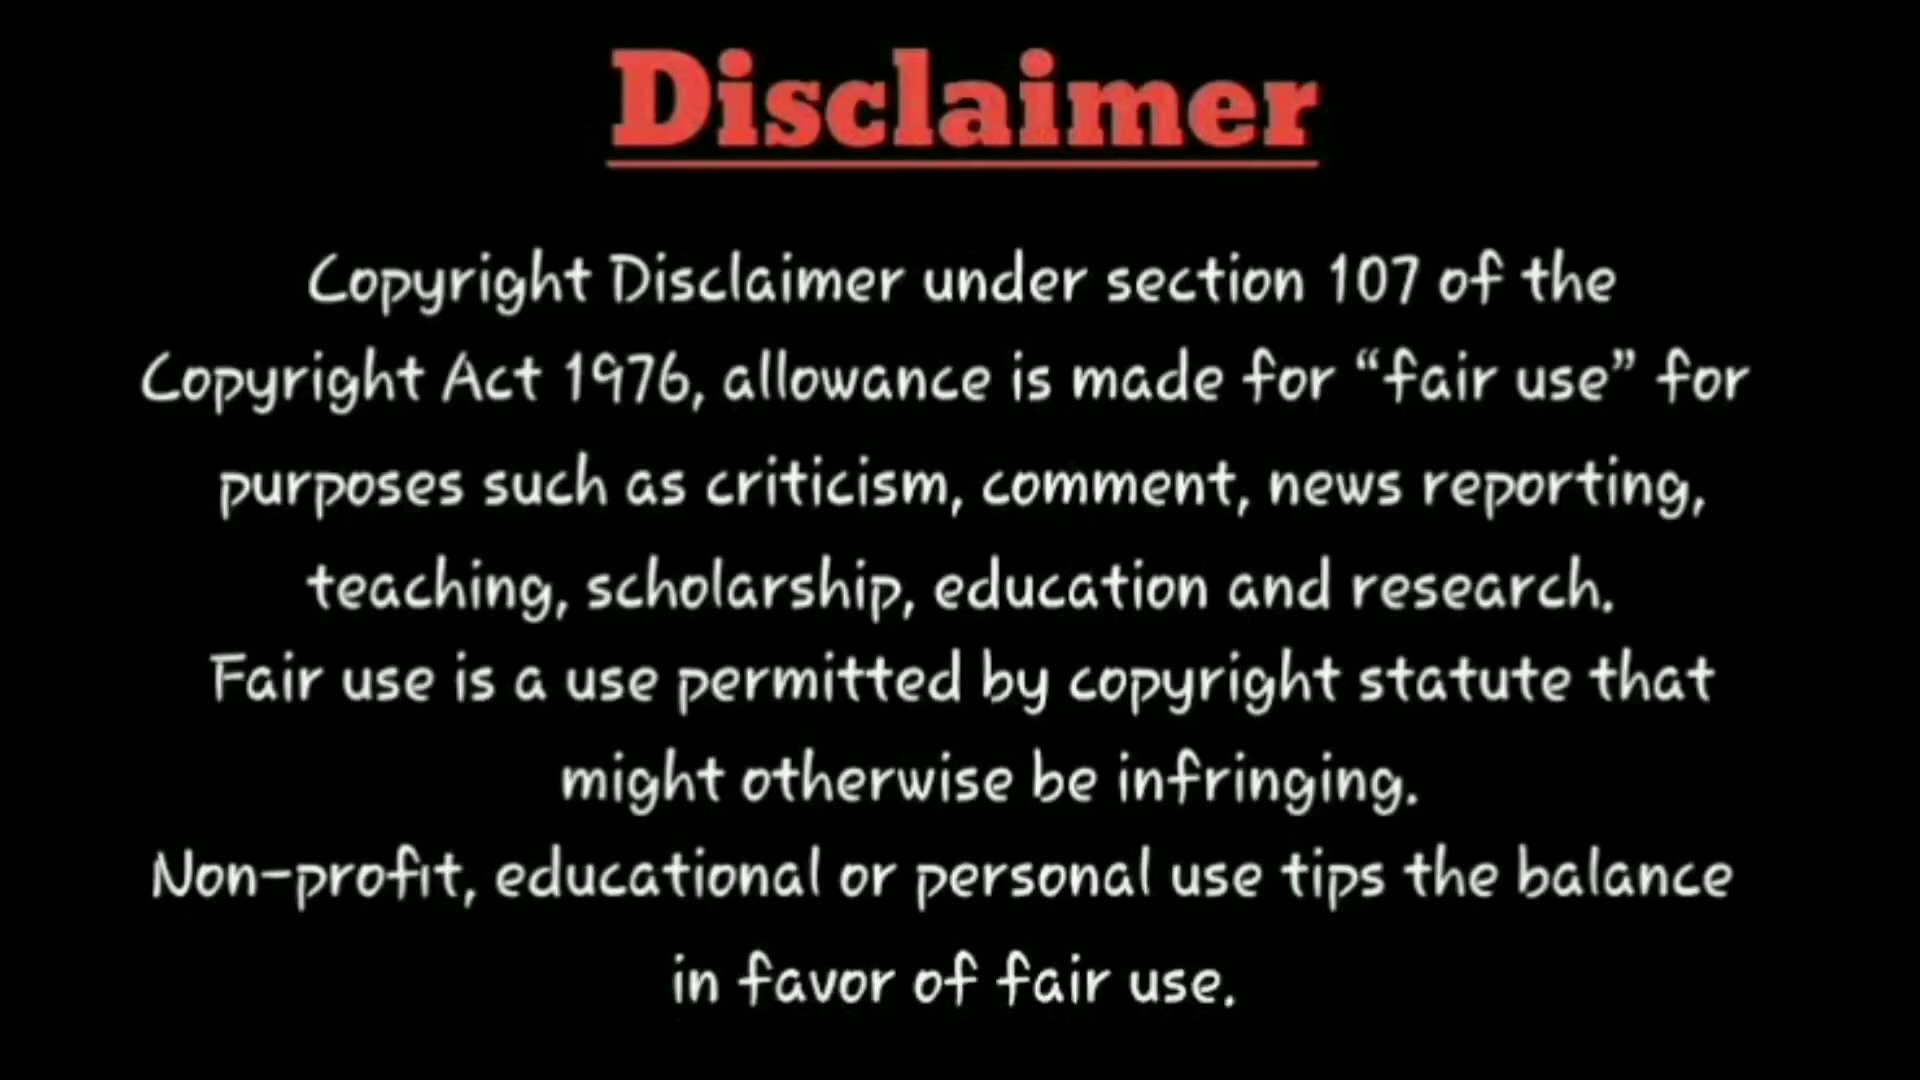 Disclaimer
Copyright Disclaimer under section 107 of the
Copyright Act 1976, allowance is made for “fair use” for
purposes such as criticism, comment, news reporting,
teaching, scholarship, education and research.
Fair use is a use permitted by copyright statute that
might otherwise be infringing.
Non-profit, educational or personal use tips the balance
in favor of fair use.